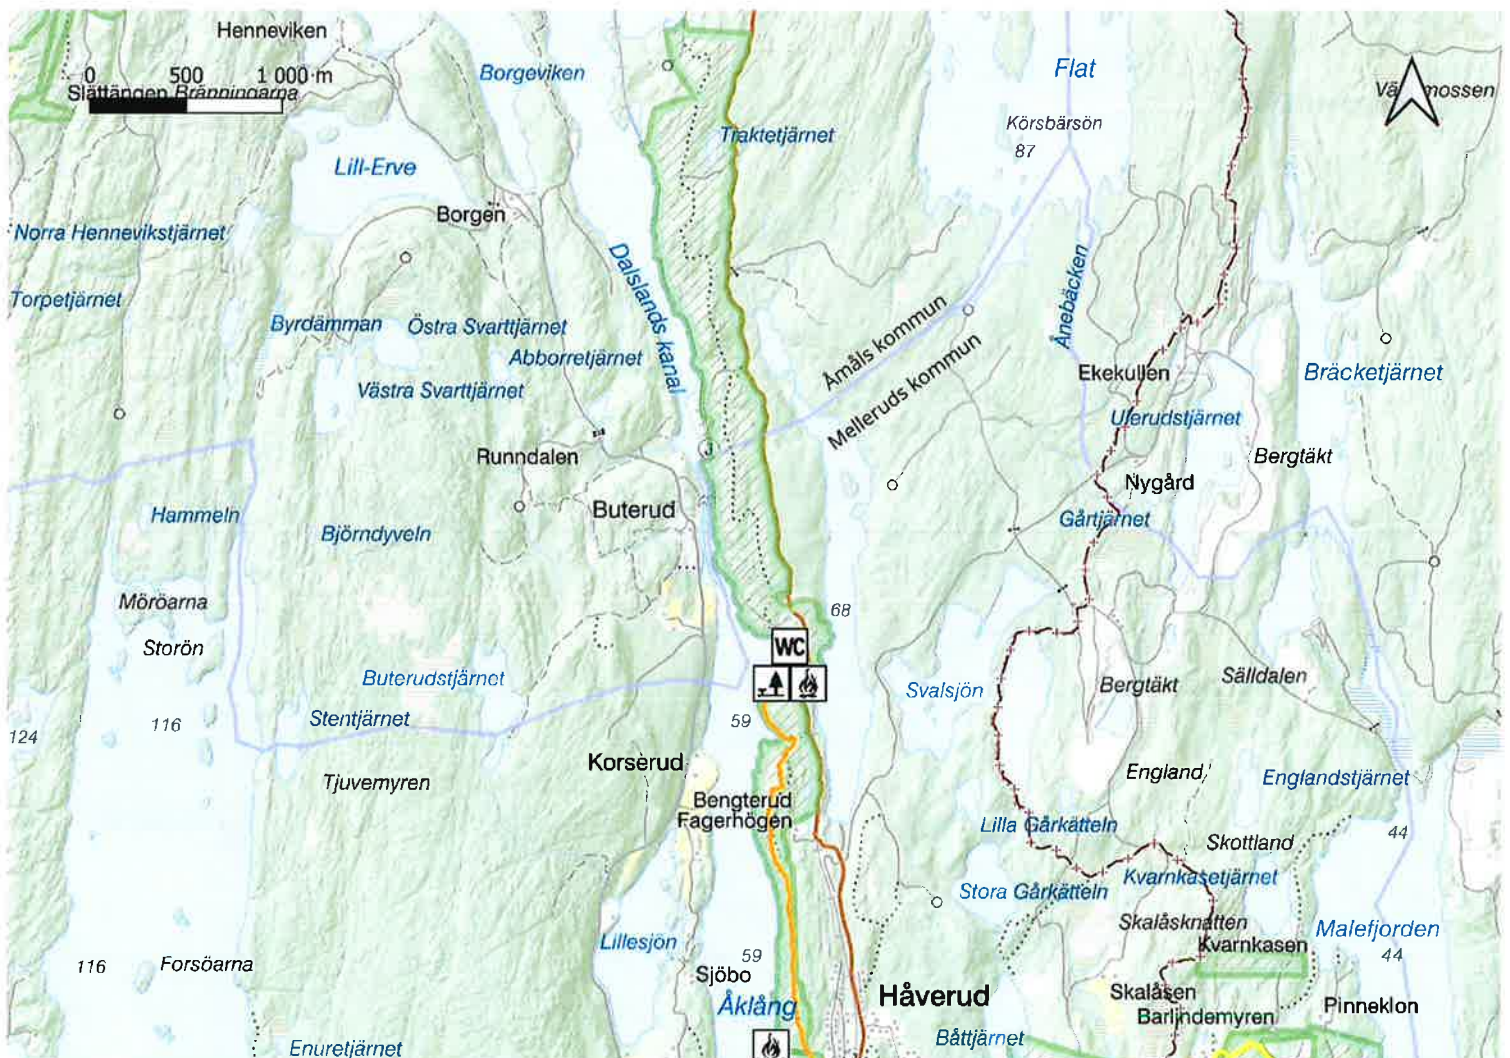 Henneviken
0 500 1 000 m
Slättängen Bränningarna
Borgeviken
Flat
Körsbärsön
87
mossen
Traktetjärnet
Lill-Erve
Borgen
Norra Hennevikstjärnet
Torpetjärnet
Byrdämman
Östra Svarttjärnet
Abborretjärnet
Västra Svarttjärnet
Dalslands kanal
Åmåls kommun
Melleruds kommun
Ånebäcken
Ekekullen
Bräcketjärnet
Ulerudstjärnet
Bergtäkt
J
Runndalen
Nygård
Hammeln
Björndyveln
Buterud
Gårtjärnet
Möröarna
Storön
68
WC
Buterudstjärnet
Stentjärnet
Svalsjön
Bergtäkt
Sälldalen
124
116
59
Korserud
Tjuvemyren
England
Englandstjärnet
Bengterud
Fagerhögen
Lilla Gårkätteln
Skottland
44
Stora Gårkätteln
Kvarnkasetjärnet
Skalåsknatten
Malefjorden
Kvarnkasen
44
Lillesjön
59
116
Forsöarna
Sjöbo
Åklång
Håverud
Skalåsen
Barlindemyren
Pinneklon
Båttjärnet
Enuretjärnet